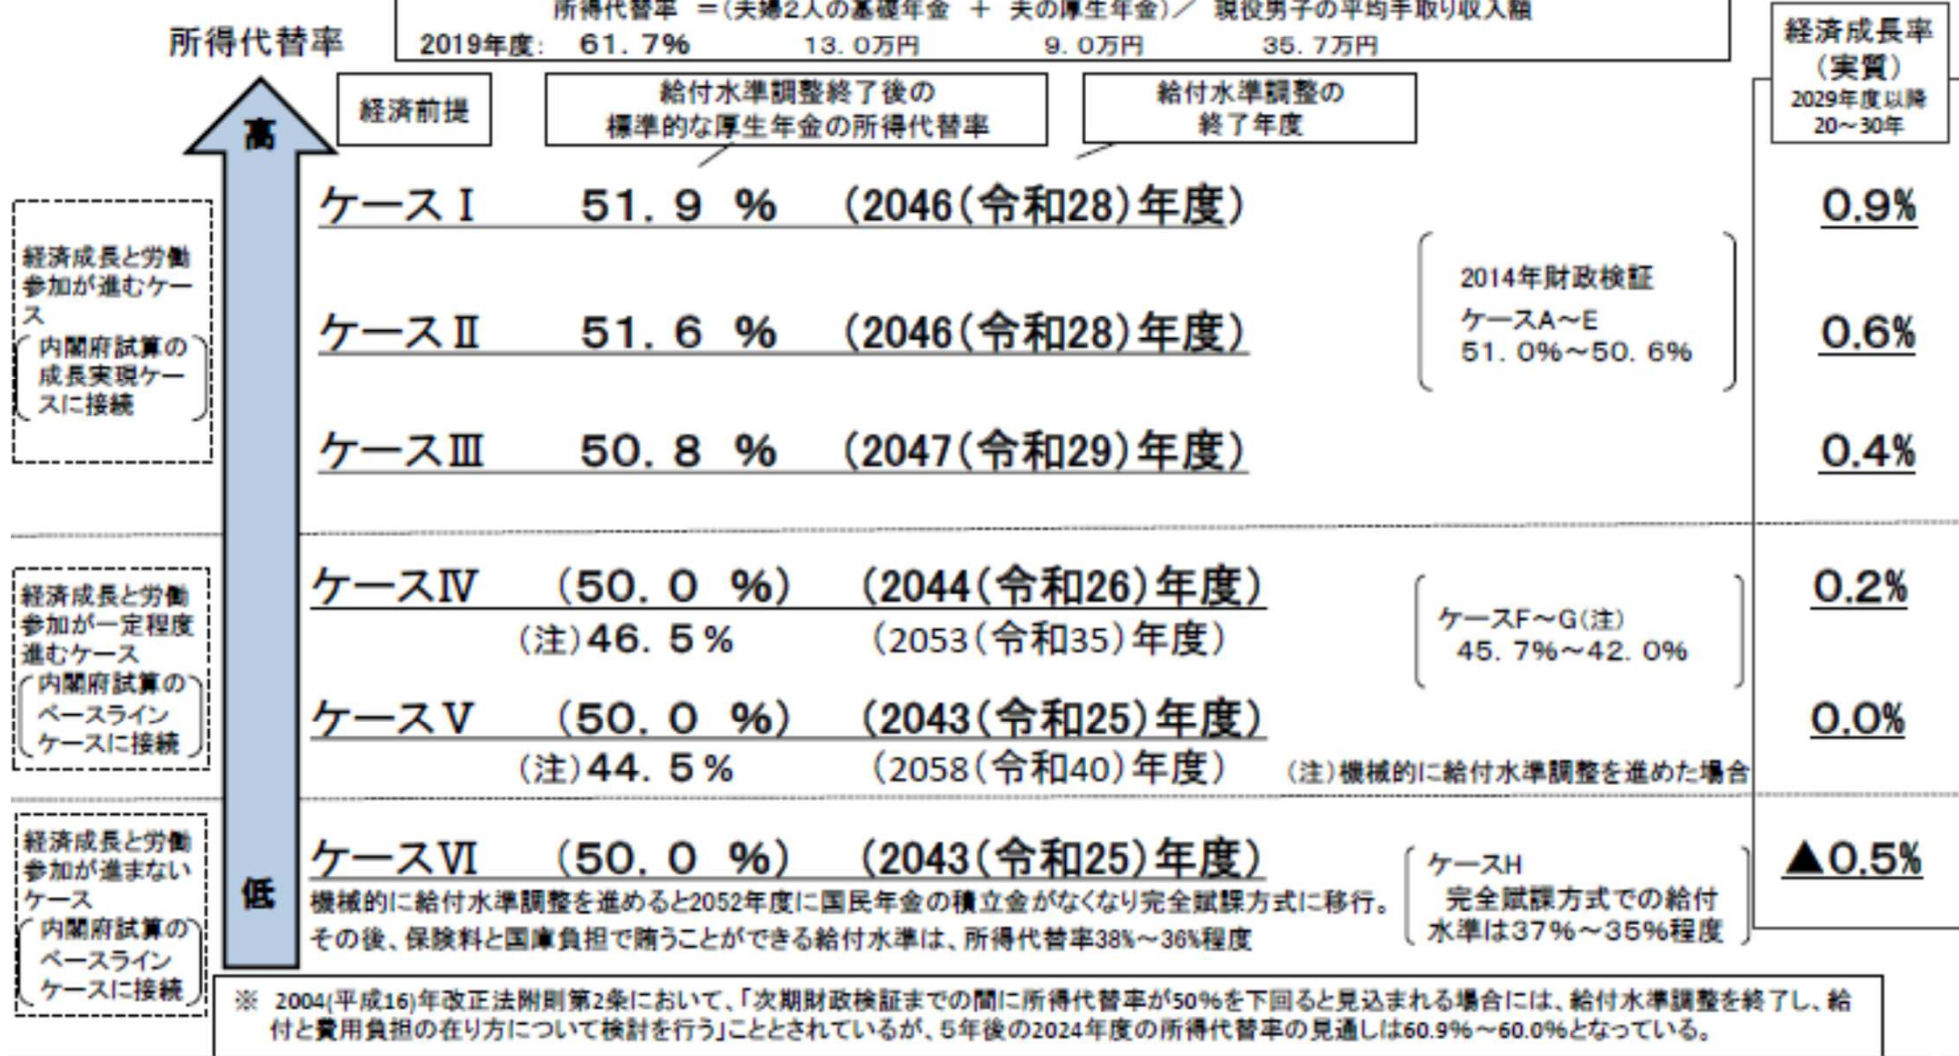 所得代替率 ＝(夫婦2人の基礎年金 ＋ 夫の厚生年金)／ 現役男子の平均手取り収入額
2019年度： 61．7％ 13．0万円 9．0万円 35．7万円
所得代替率
高
経済前提
給付水準調整終了後の
標準的な厚生年金の所得代替率
給付水準調整の
終了年度
経済成長率
（実質）
2029年度以降
20～30年
経済成長と労働
参加が進むケー
ス
内閣府試算の
成長実現ケー
スに接続
ケースⅠ 51．9 ％ （2046（令和28）年度） 0.9%
ケースⅡ 51．6 ％ （2046（令和28）年度） 0.6%
ケースⅢ 50．8 ％ （2047（令和29）年度） 0.4%
2014年財政検証
ケースA～E
51．0%～50．6%
経済成長と労働
参加が一定程度
進むケース
内閣府試算の
ベースライン
ケースに接続
ケースⅣ （50．0 ％） （2044（令和26）年度） 0.2%
（注）46．5％ （2053（令和35）年度）
ケースF～G（注）
45．7%～42．0%
ケースⅤ （50．0 ％） （2043（令和25）年度） 0.0%
（注）44．5％ （2058（令和40）年度） （注）機械的に給付水準調整を進めた場合
経済成長と労働
参加が進まない
ケース
内閣府試算の
ベースライン
ケースに接続
低
ケースⅥ （50．0 ％） （2043（令和25）年度） ▲0.5%
機械的に給付水準調整を進めると2052年度に国民年金の積立金がなくなり完全賦課方式に移行。
その後、保険料と国庫負担で賄うことができる給付水準は、所得代替率38%～36%程度
ケースH
完全賦課方式での給付
水準は37%～35%程度
※ 2004(平成16)年改正法附則第2条において、「次期財政検証までの間に所得代替率が50%を下回ると見込まれる場合には、給付水準調整を終了し、給
付と費用負担の在り方について検討を行う」こととされているが、5年後の2024年度の所得代替率の見通しは60.9%～60.0%となっている。